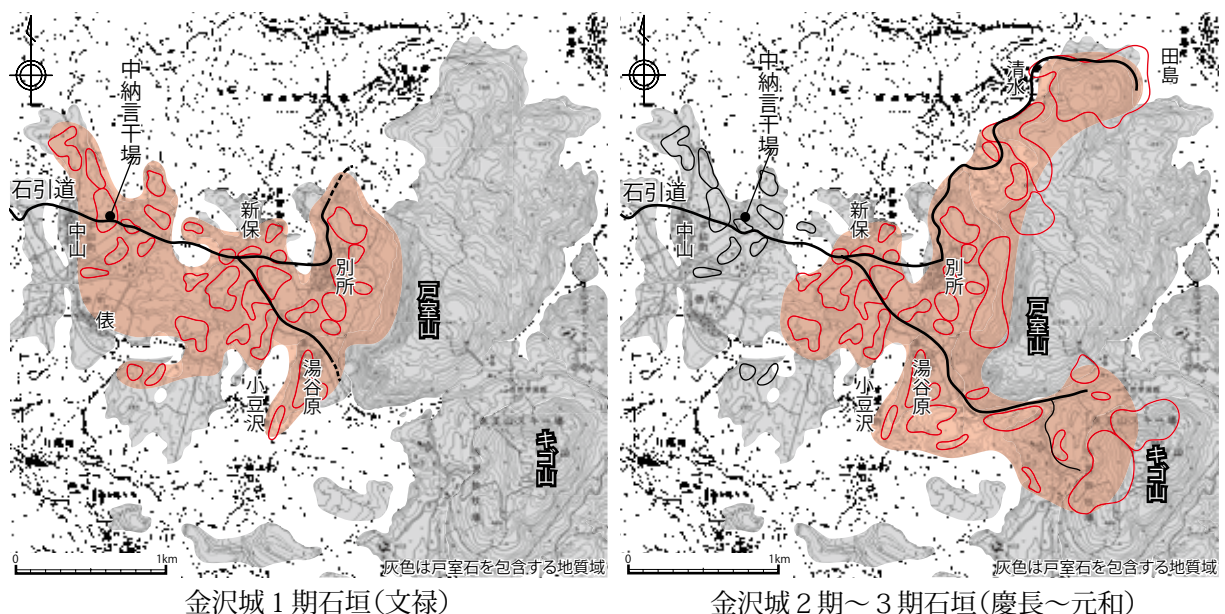 中納言干場
石引道
中山
新保
別所
俵
戸室山
湯谷原
小豆沢
キゴ山
0 1km
灰色は戸室石を包含する地質域
金沢城１期石垣（文禄）
田島
清水
中納言干場
石引道
中山
新保
別所
戸室山
湯谷原
小豆沢
キゴ山
0 1km
灰色は戸室石を包含する地質域
金沢城２期～３期石垣（慶長～元和）